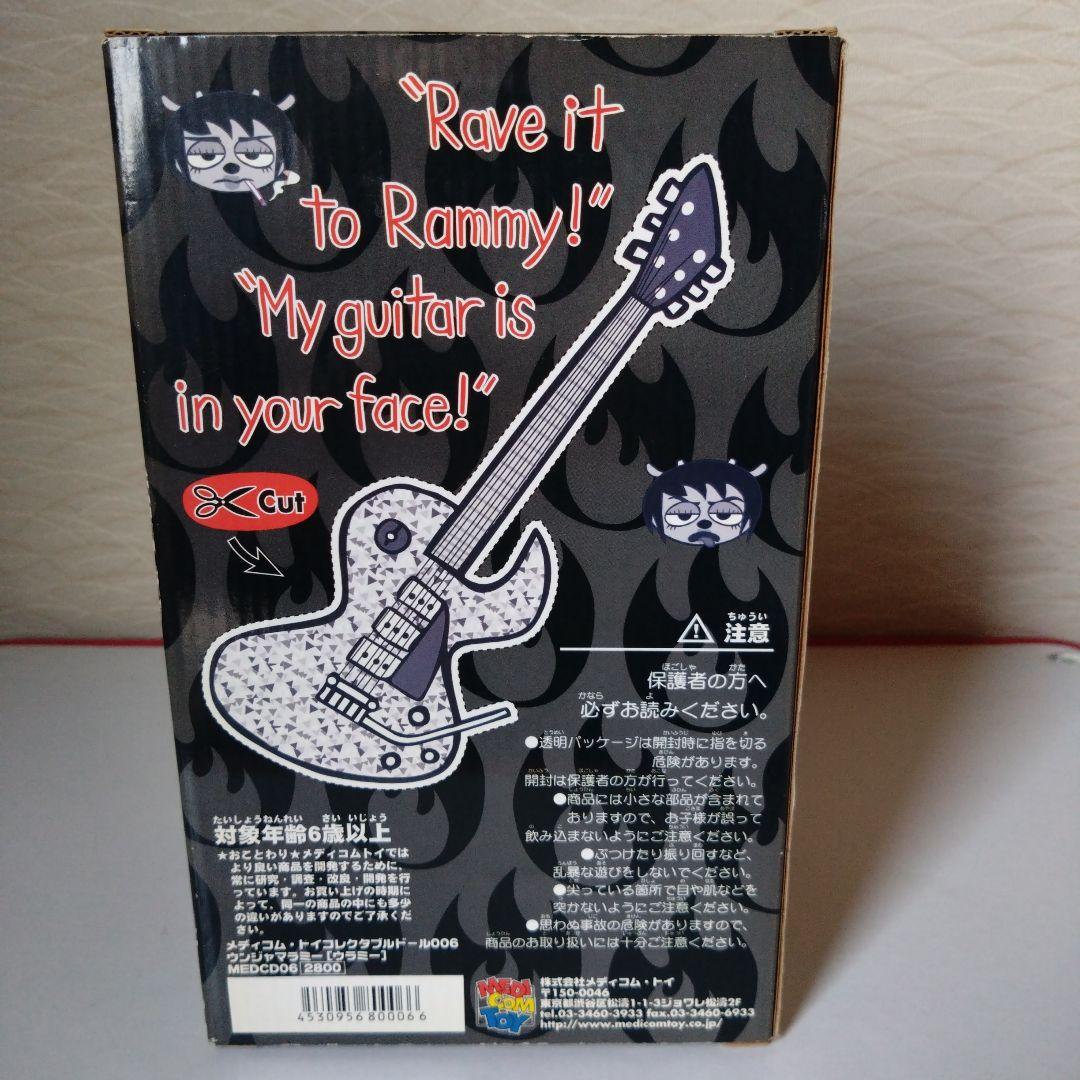 "Rave it
to Rammy!"
"My guitar is
in your face!"
Cut
ちゅうい
注意
ほごしゃ かた
保護者の方へ
かなら よ
必ずお読みください。
●透明パッケージは開封時に指を切る
危険があります。
開封は保護者の方が行ってください。
●商品には小さな部品が含まれて
おりますので、お子様が誤って
飲み込まないようにご注意ください。
●ぶつけたり振り回すなど、
乱暴な遊びをしないでください。
●尖っている箇所で目や肌などを
突かないようにご注意ください。
●思わぬ事故の危険がありますので、
商品のお取り扱いには十分ご注意ください。
たいしょうねんれい さい いじょう
対象年齢6歳以上
★おことわり★メディコムトイでは
より良い商品を開発するために、
常に研究・調査・改良・開発を行
っています。お買い上げの時期に
よって、同一の商品の中にも多少
の違いがありますのでご了承くだ
さい。
メディコム・トイコレクタブルドール006
ウンジャマラミー[ウラミー]
MEDCD06 2800
4530956800066
MEDI
COM
TOY
株式会社メディコム・トイ
〒150-0046
東京都渋谷区松濤1-1-3ジョワレ松濤2F
tel.03-3460-3933 fax.03-3460-6933
http://www.medicomtoy.co.jp/